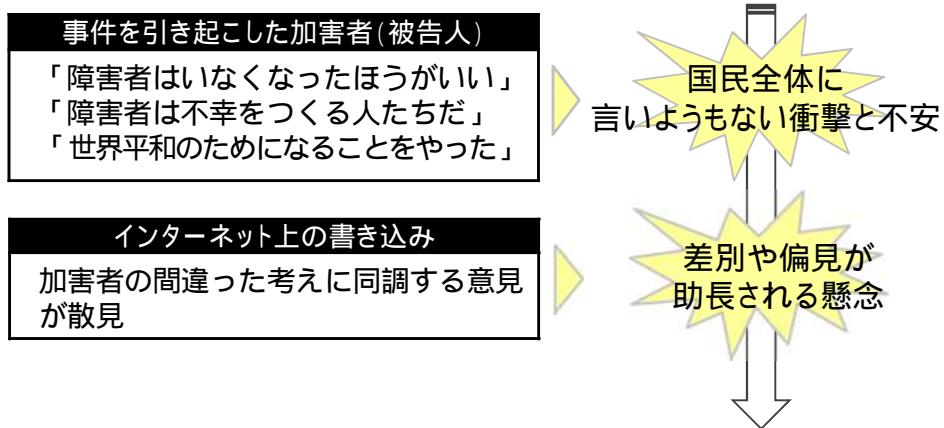 事件を引き起こした加害者(被告人)
「障害者はいなくなったほうがいい」
「障害者は不幸をつくる人たちだ」
「世界平和のためになることをやった」
国民全体に
言いようもない衝撃と不安
インターネット上の書き込み
加害者の間違った考えに同調する意見
が散見
差別や偏見が
助長される懸念